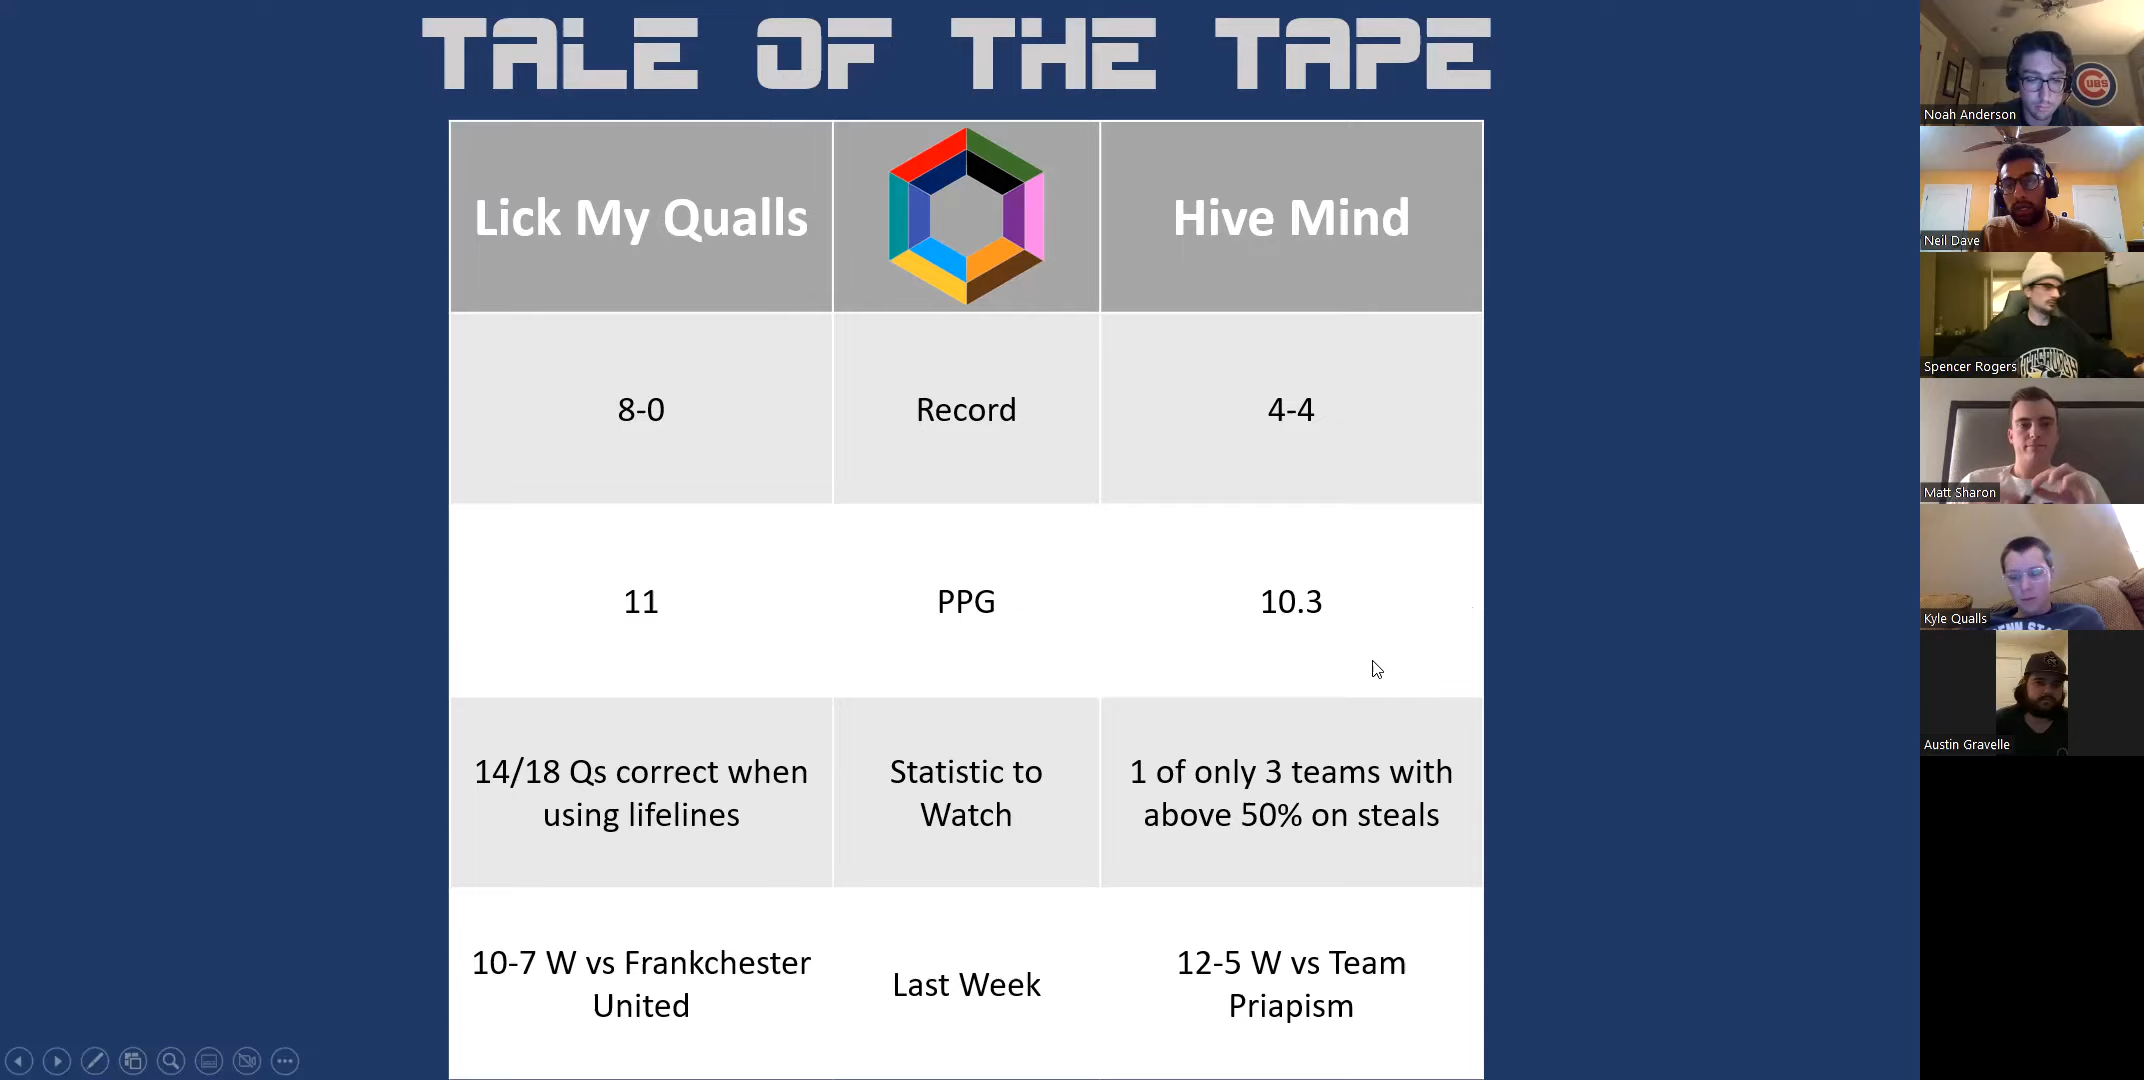 TALE OF THE TAPE
Lick My Qualls
Hive Mind
8-0
Record
4-4
11
PPG
10.3
14/18 Qs correct when
using lifelines
Statistic to
Watch
1 of only 3 teams with
above 50% on steals
10-7 W vs Frankchester
United
Last Week
12-5 W vs Team
Priapism
UBS
Noah Anderson
Neil Dave
Spencer Rogers
Matt Sharon
Kyle Qualls
Austin Gravelle